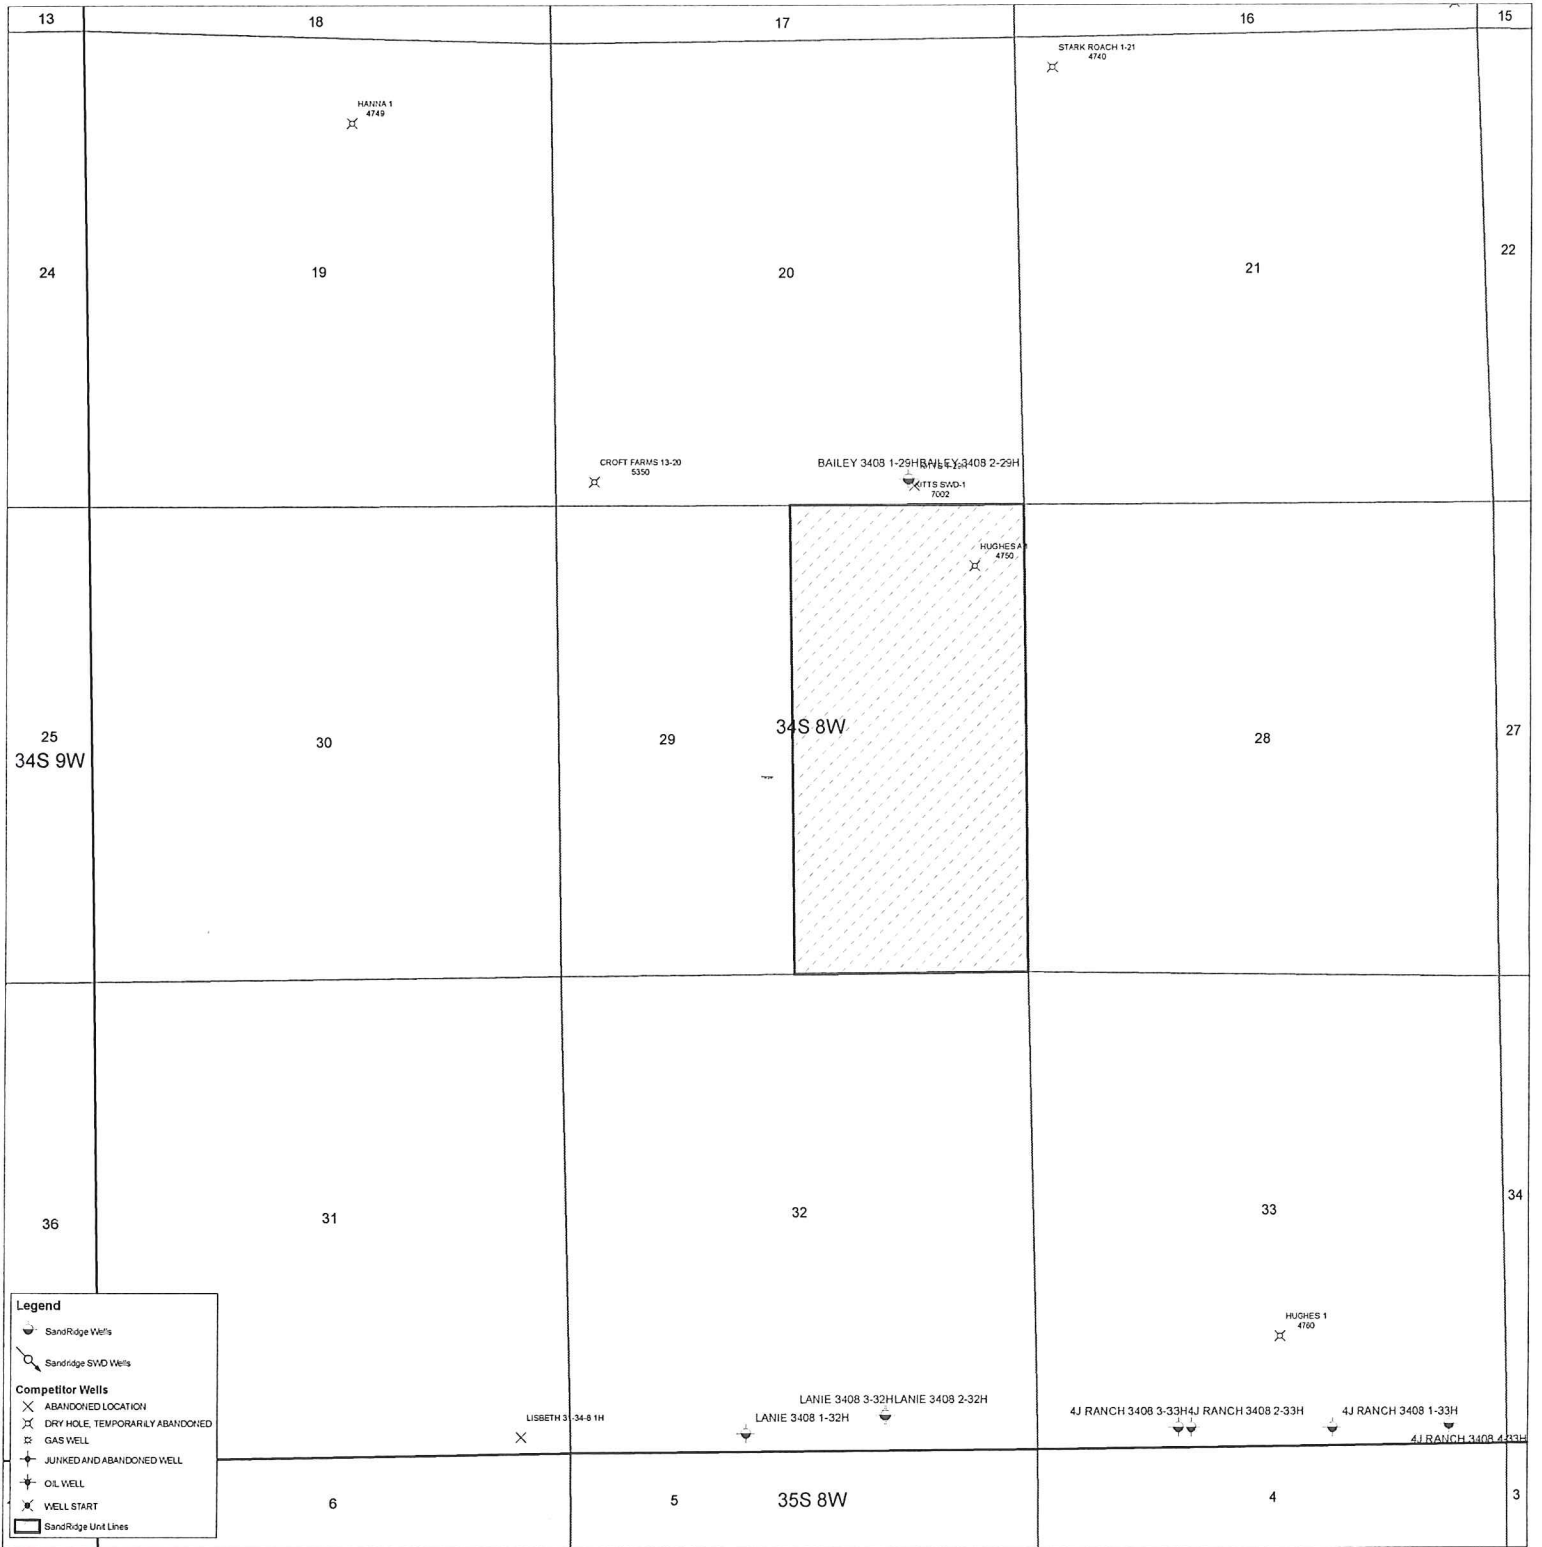 13
18
17
16
15
STARK ROACH 1-21
4740
HANNA 1
4749
24
19
20
21
22
CROFT FARMS 13-20
5350
BAILEY 3408 1-29H BAILEY 3408 2-29H
KITTS SWD-1
7002
HUGHES A 1
4750
34S 8W
25
34S 9W
30
29
28
27
36
31
32
33
34
HUGHES 1
4760
LISBETH 31-34-8 1H
LANIE 3408 3-32H LANIE 3408 2-32H
LANIE 3408 1-32H
4J RANCH 3408 3-33H 4J RANCH 3408 2-33H
4J RANCH 3408 1-33H
4J RANCH 3408 4-33H
6
5
35S 8W
4
3
Legend
SandRidge Wells
Sandridge SWD Wells
Competitor Wells
ABANDONED LOCATION
DRY HOLE, TEMPORARILY ABANDONED
GAS WELL
JUNKED AND ABANDONED WELL
OIL WELL
WELL START
SandRidge Unit Lines